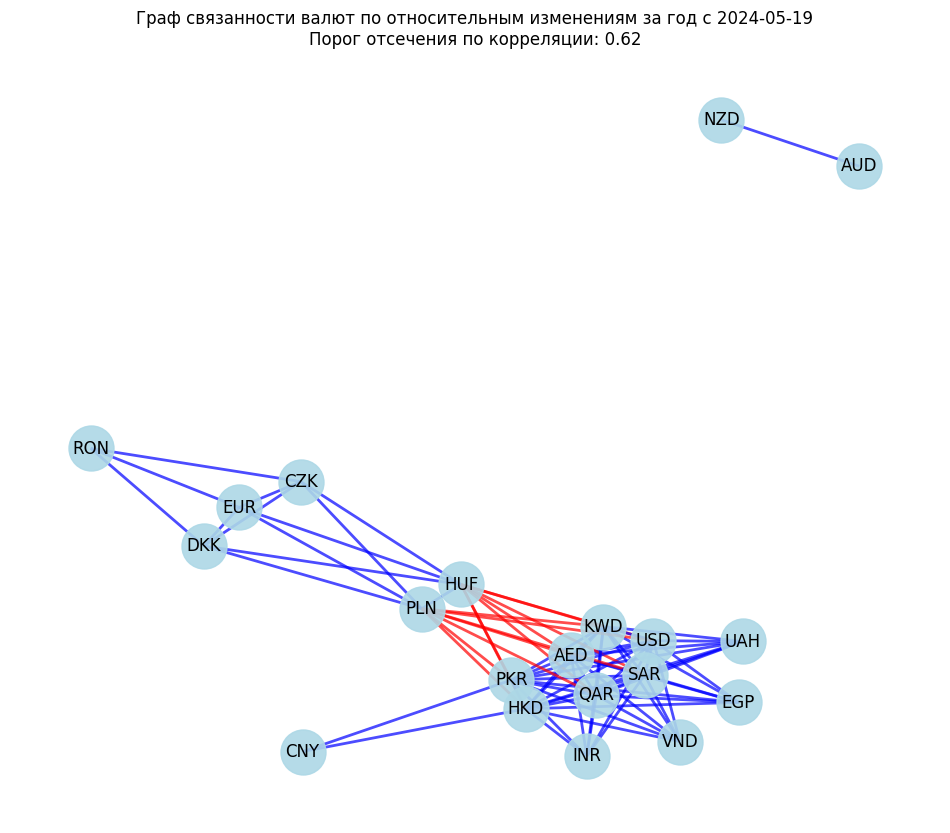 Граф связанности валют по относительным изменениям за год с 2024-05-19
Порог отсечения по корреляции: 0.62
NZD
AUD
RON
CZK
EUR
DKK
HUF
PLN
KWD
USD
UAH
AED
SAR
PKR
QAR
EGP
HKD
VND
CNY
INR